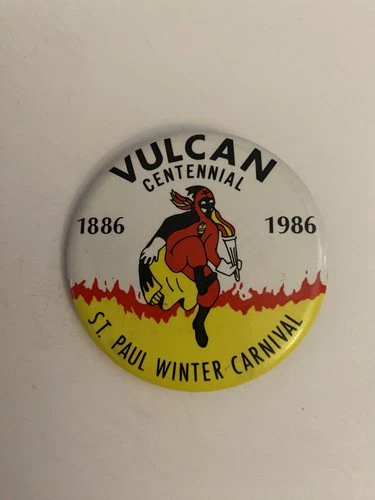 VULCAN
CENTENNIAL
1886 1986
ST. PAUL WINTER CARNIVAL